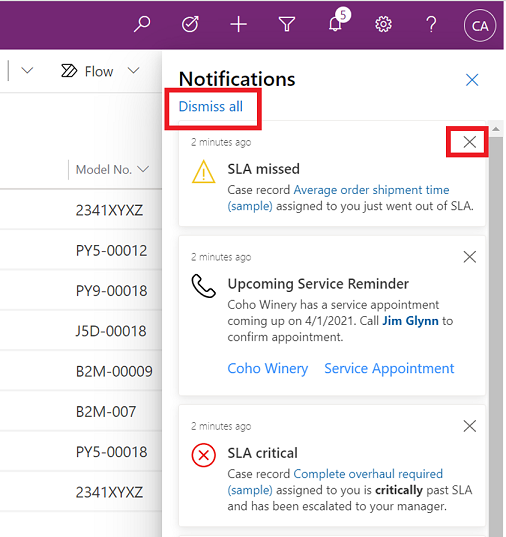 5
?
CA
Flow
Notifications
Dismiss all
Model No.
2341XYXZ
PY5-00012
PY9-00018
J5D-00018
B2M-00009
B2M-007
PY5-00018
2341XYXZ
2 minutes ago
SLA missed
Case record Average order shipment time
(sample) assigned to you just went out of SLA.
2 minutes ago
Upcoming Service Reminder
Coho Winery has a service appointment
coming up on 4/1/2021. Call Jim Glynn to
confirm appointment.
Coho Winery Service Appointment
2 minutes ago
SLA critical
Case record Complete overhaul required
(sample) assigned to you is critically past SLA
and has been escalated to your manager.